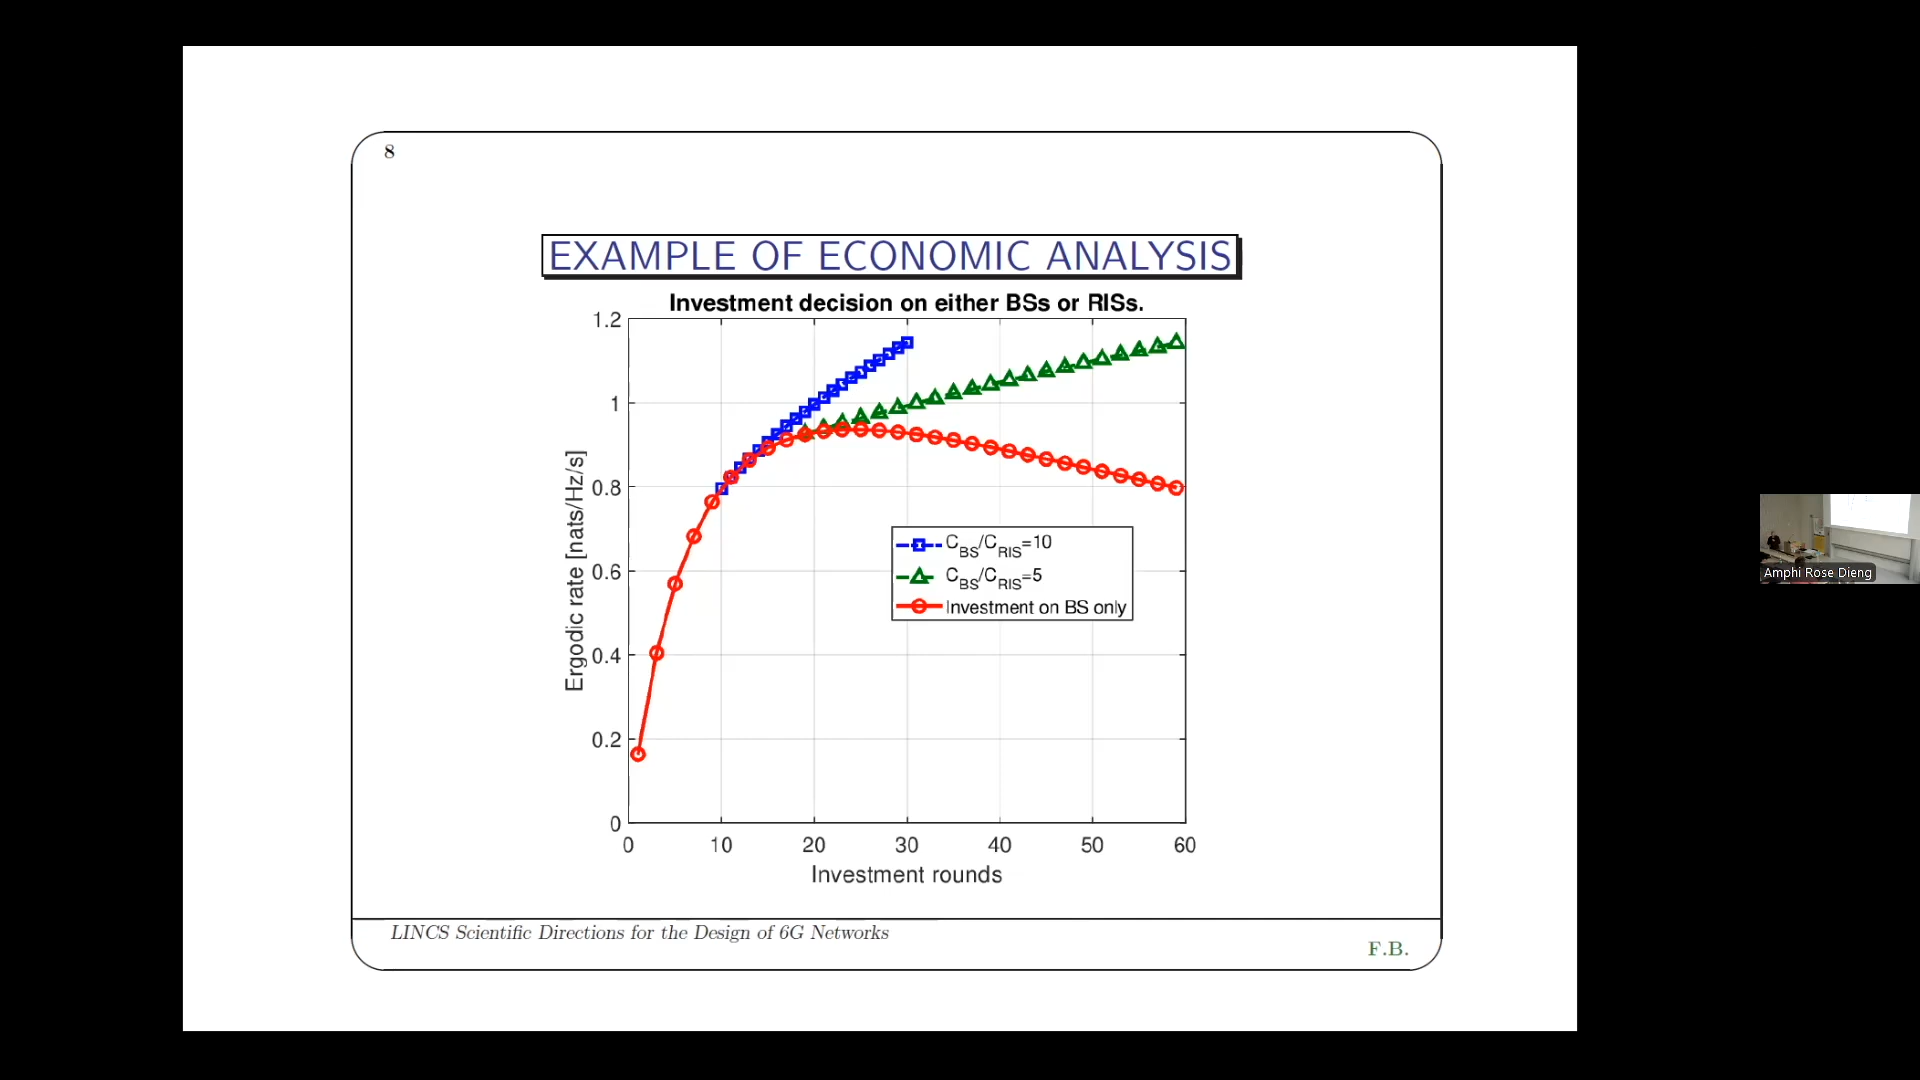 8
EXAMPLE OF ECONOMIC ANALYSIS
Investment decision on either BSs or RISs.
1.2
1
0.8
0.6
0.4
0.2
0
Ergodic rate [nats/Hz/s]
C_BS/C_RIS=10
C_BS/C_RIS=5
Investment on BS only
0 10 20 30 40 50 60
Investment rounds
LINCS Scientific Directions for the Design of 6G Networks
F.B.
Amphi Rose Dieng